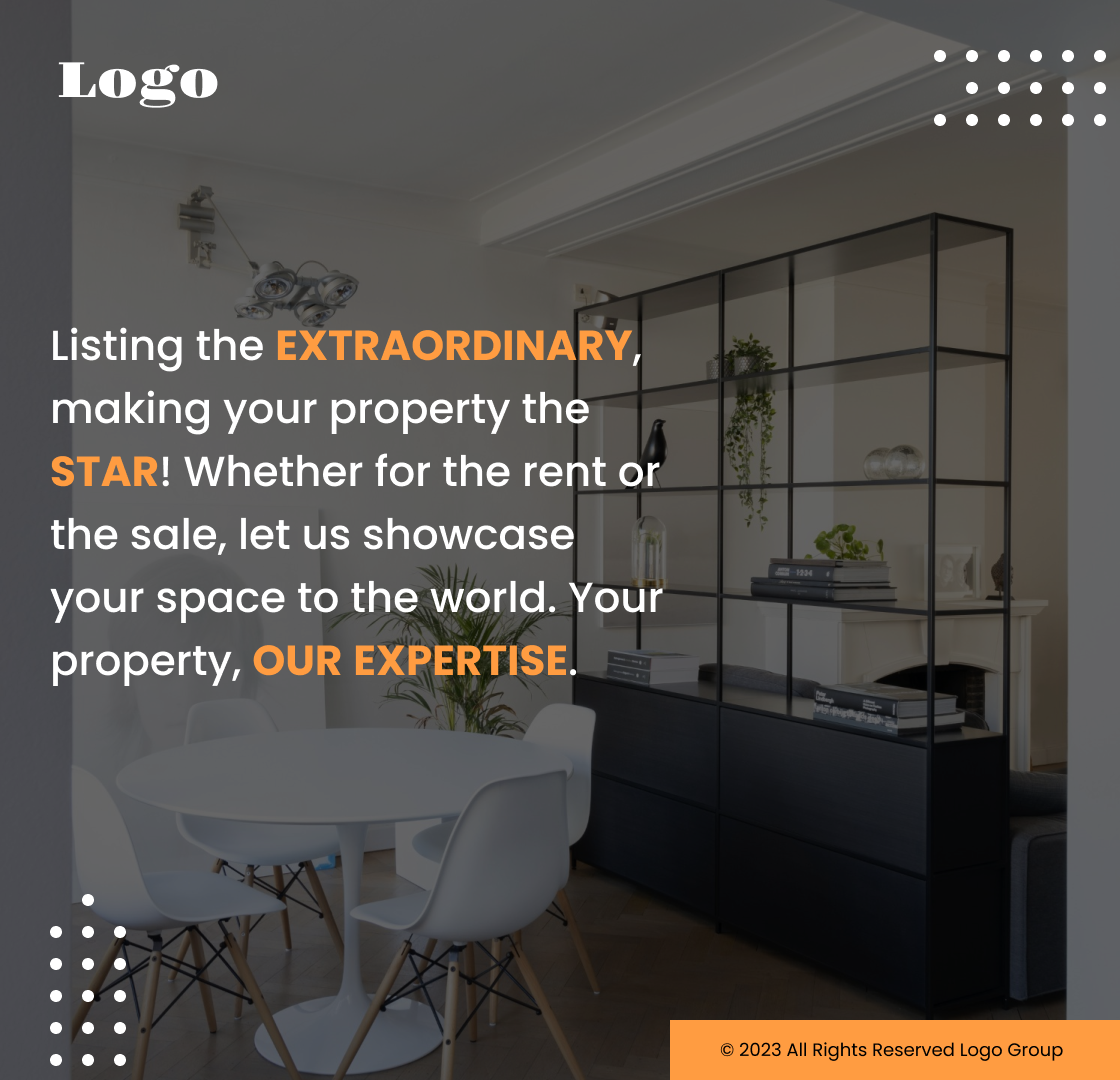 Logo
Listing the EXTRAORDINARY,
making your property the
STAR! Whether for the rent or
the sale, let us showcase
your space to the world. Your
property, OUR EXPERTISE.
© 2023 All Rights Reserved Logo Group